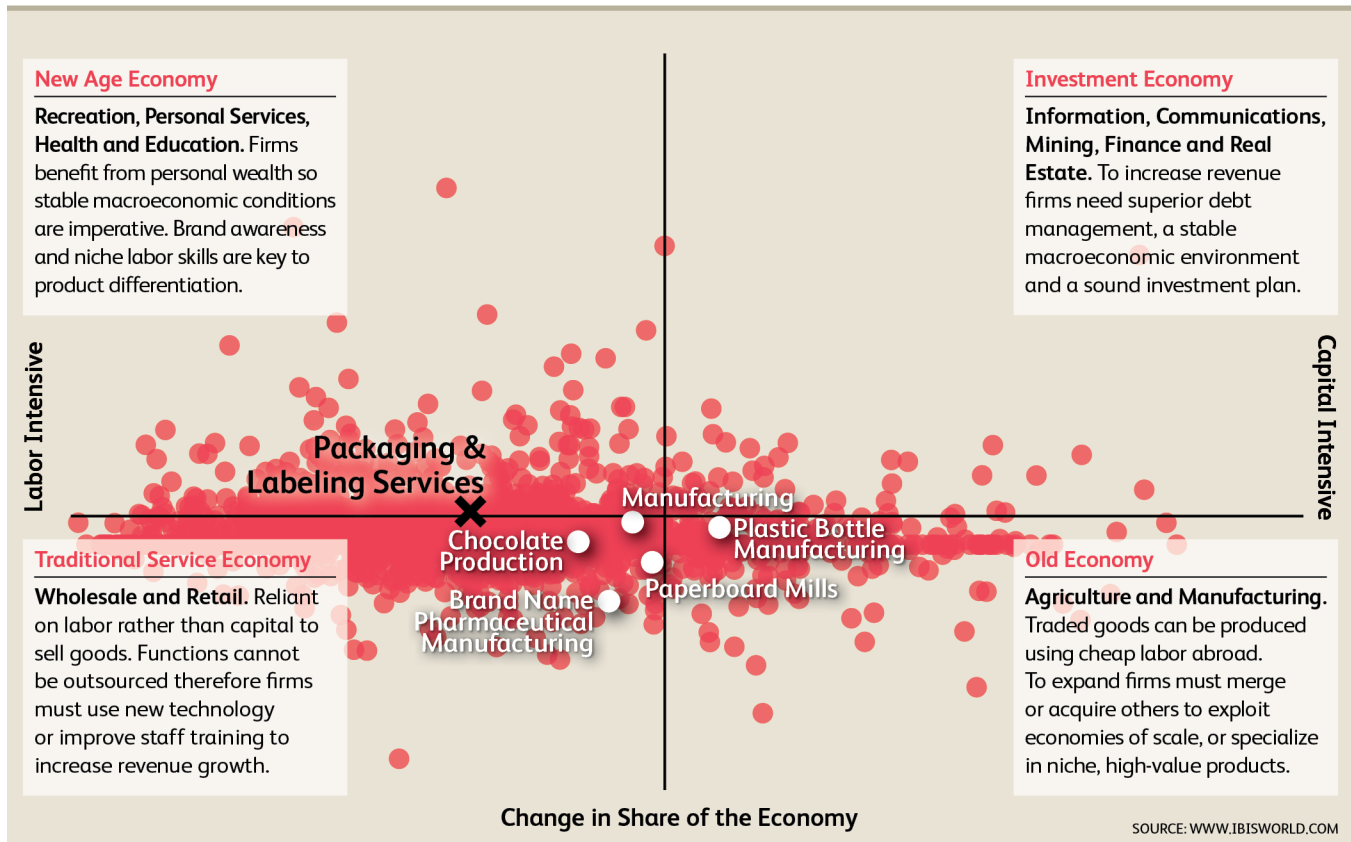 New Age Economy
Recreation, Personal Services,
Health and Education. Firms
benefit from personal wealth so
stable macroeconomic conditions
are imperative. Brand awareness
and niche labor skills are key to
product differentiation.
Investment Economy
Information, Communications,
Mining, Finance and Real
Estate. To increase revenue
firms need superior debt
management, a stable
macroeconomic environment
and a sound investment plan.
Labor Intensive
Capital Intensive
Packaging &
Labeling Services
Manufacturing
Plastic Bottle
Manufacturing
Chocolate
Production
Paperboard Mills
Brand Name
Pharmaceutical
Manufacturing
Traditional Service Economy
Wholesale and Retail. Reliant
on labor rather than capital to
sell goods. Functions cannot
be outsourced therefore firms
must use new technology
or improve staff training to
increase revenue growth.
Old Economy
Agriculture and Manufacturing.
Traded goods can be produced
using cheap labor abroad.
To expand firms must merge
or acquire others to exploit
economies of scale, or specialize
in niche, high-value products.
Change in Share of the Economy
SOURCE: WWW.IBISWORLD.COM